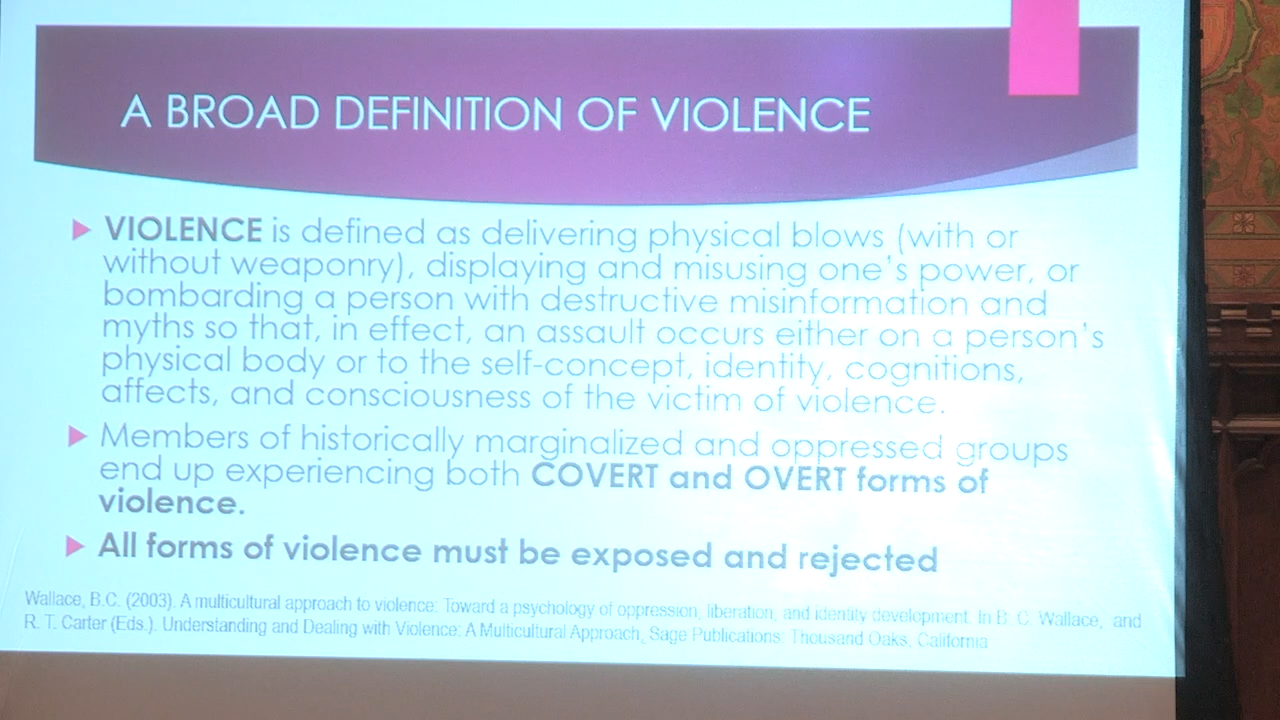 A BROAD DEFINITION OF VIOLENCE
VIOLENCE is defined as delivering physical blows (with or
without weaponry), displaying and misusing one's power, or
bombarding a person with destructive misinformation and
myths so that, in effect, an assault occurs either on a person's
physical body or to the self-concept, identity, cognitions,
affects, and consciousness of the victim of violence.
Members of historically marginalized and oppressed groups
end up experiencing both COVERT and OVERT forms of
violence.
All forms of violence must be exposed and rejected
Wallace, B.C. (2003). A multicultural approach to violence: Toward a psychology of oppression, liberation, and identity development. In B. C. Wallace, and
R. T. Carter (Eds.). Understanding and Dealing with Violence: A Multicultural Approach, Sage Publications: Thousand Oaks, California